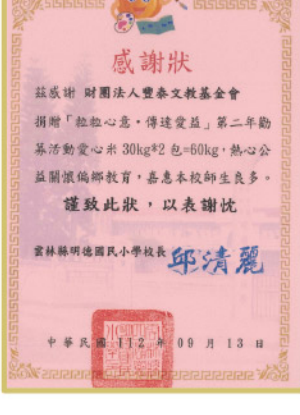 感謝狀
茲感謝 財團法人豐泰文教基金會
捐贈「粒粒心意・傳達愛益」第二年勸
募活動愛心米 30kg*2 包=60kg,熱心公
益關懷偏鄉教育,嘉惠本校師生良多。
謹致此狀,以表謝忱
雲林縣明德國民小學校長 邱清麗
中華民國 112 年 09 月 13 日